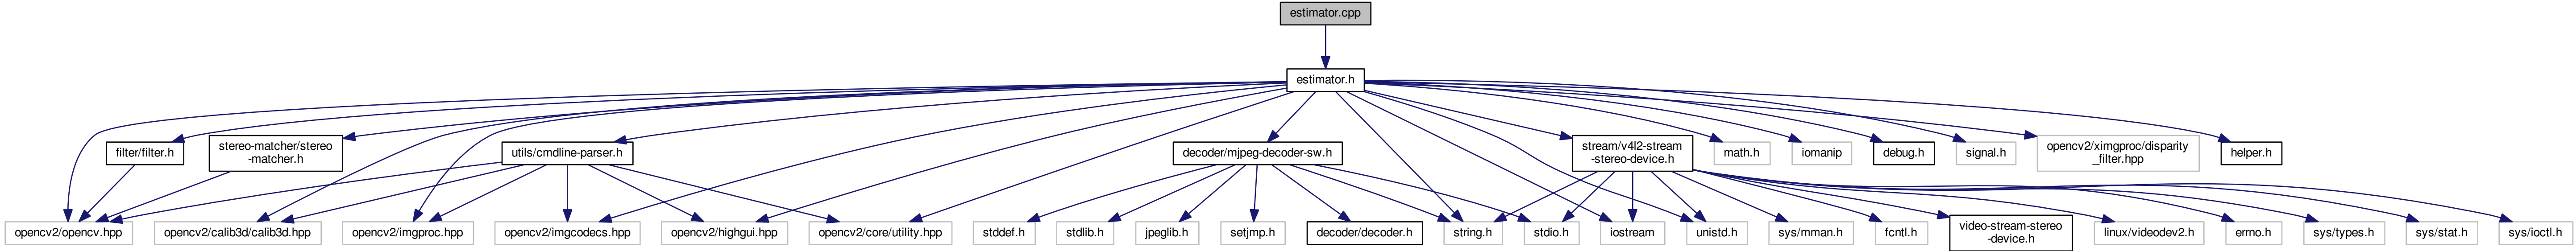 estimator.cpp
estimator.h
filter/filter.h
stereo-matcher/stereo
-matcher.h
utils/cmdline-parser.h
decoder/mjpeg-decoder-sw.h
stream/v4l2-stream
-stereo-device.h
math.h
iomanip
debug.h
signal.h
opencv2/ximgproc/disparity
_filter.hpp
helper.h
opencv2/opencv.hpp
opencv2/calib3d/calib3d.hpp
opencv2/imgproc.hpp
opencv2/imgcodecs.hpp
opencv2/highgui.hpp
opencv2/core/utility.hpp
stddef.h
stdlib.h
jpeglib.h
setjmp.h
decoder/decoder.h
string.h
stdio.h
iostream
unistd.h
sys/mman.h
fcntl.h
video-stream-stereo
-device.h
linux/videodev2.h
errno.h
sys/types.h
sys/stat.h
sys/ioctl.h